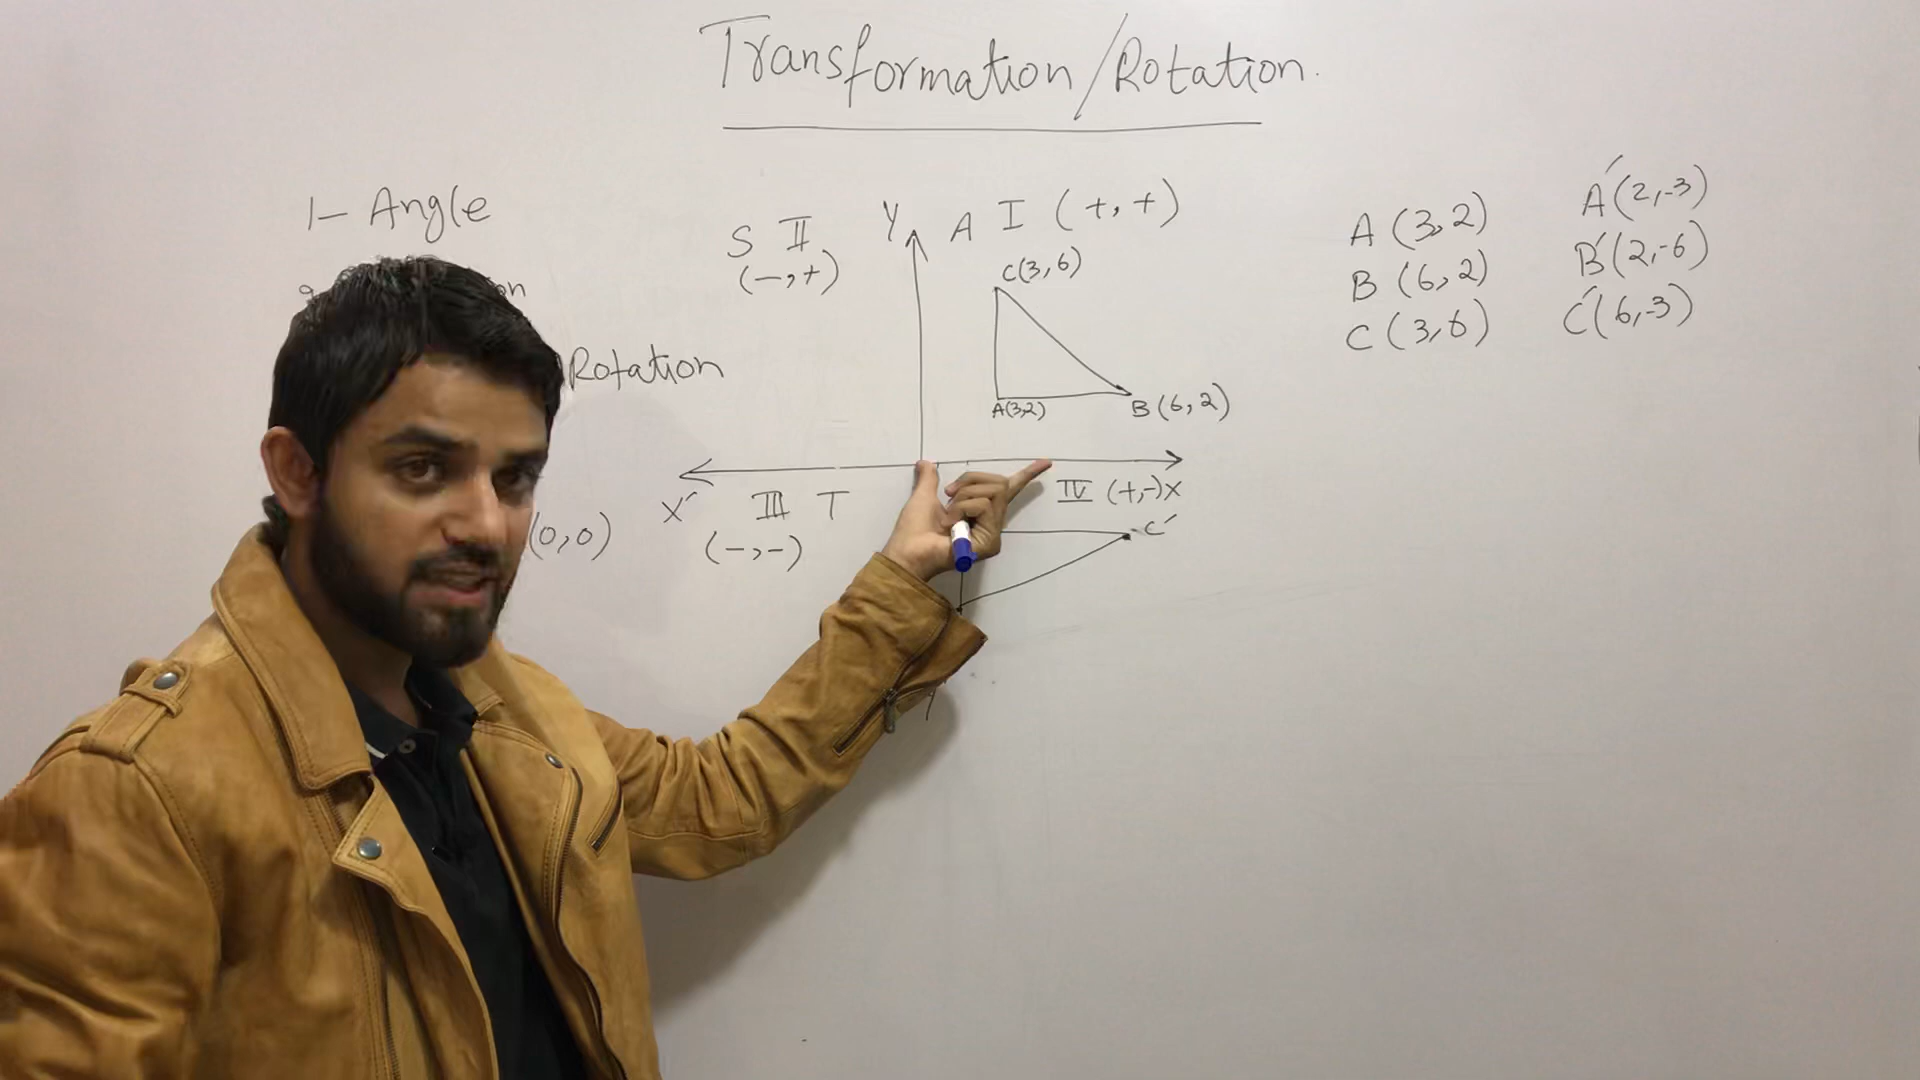 Transformation/Rotation.
1- Angle
Rotation
(0,0)
S II
(-,+)
Y
A I (+,+)
C(3,6)
A(3,2)
B(6,2)
X′
III T
(-,-)
IV (+,-)X
C′
A (3,2)
B (6,2)
C (3,6)
A′(2,-3)
B′(2,-6)
C′(6,-3)